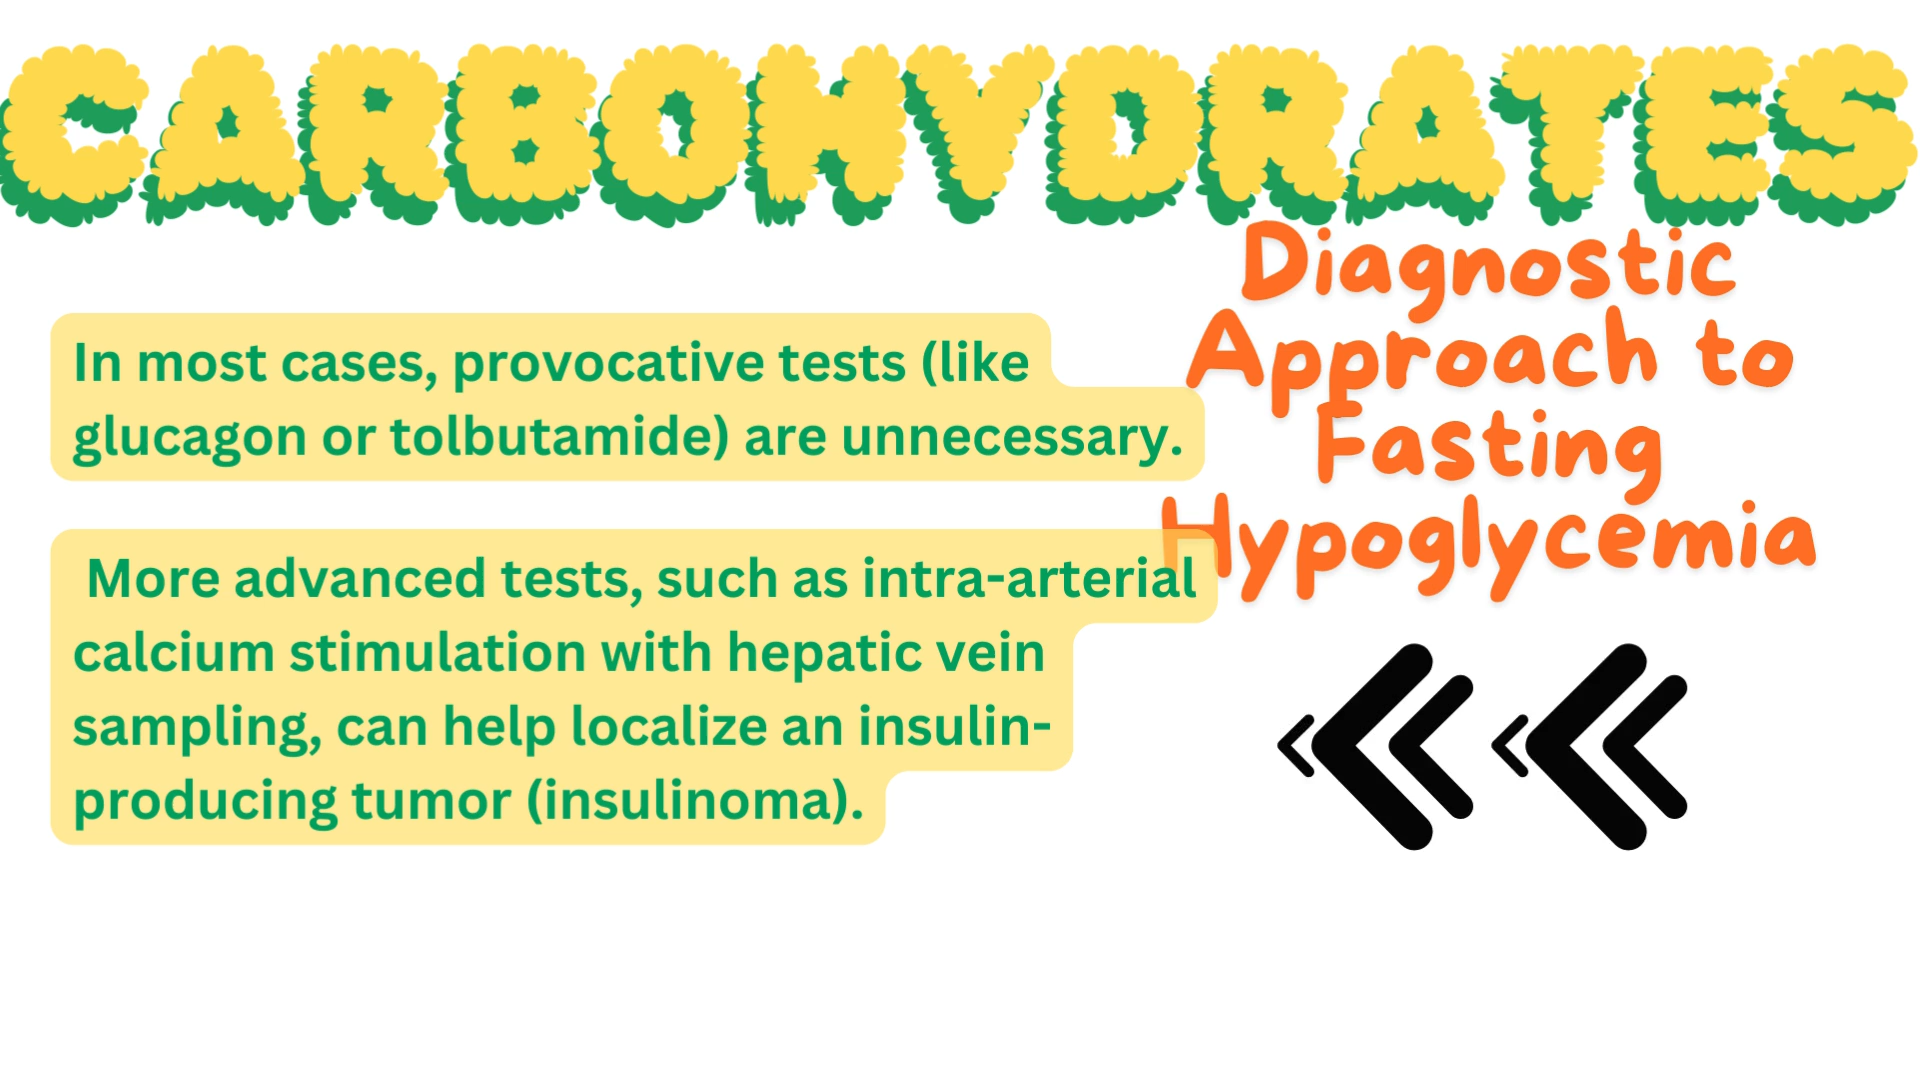 CARBOHYDRATES
Diagnostic
Approach to
Fasting
Hypoglycemia
In most cases, provocative tests (like
glucagon or tolbutamide) are unnecessary.
More advanced tests, such as intra-arterial
calcium stimulation with hepatic vein
sampling, can help localize an insulin-
producing tumor (insulinoma).